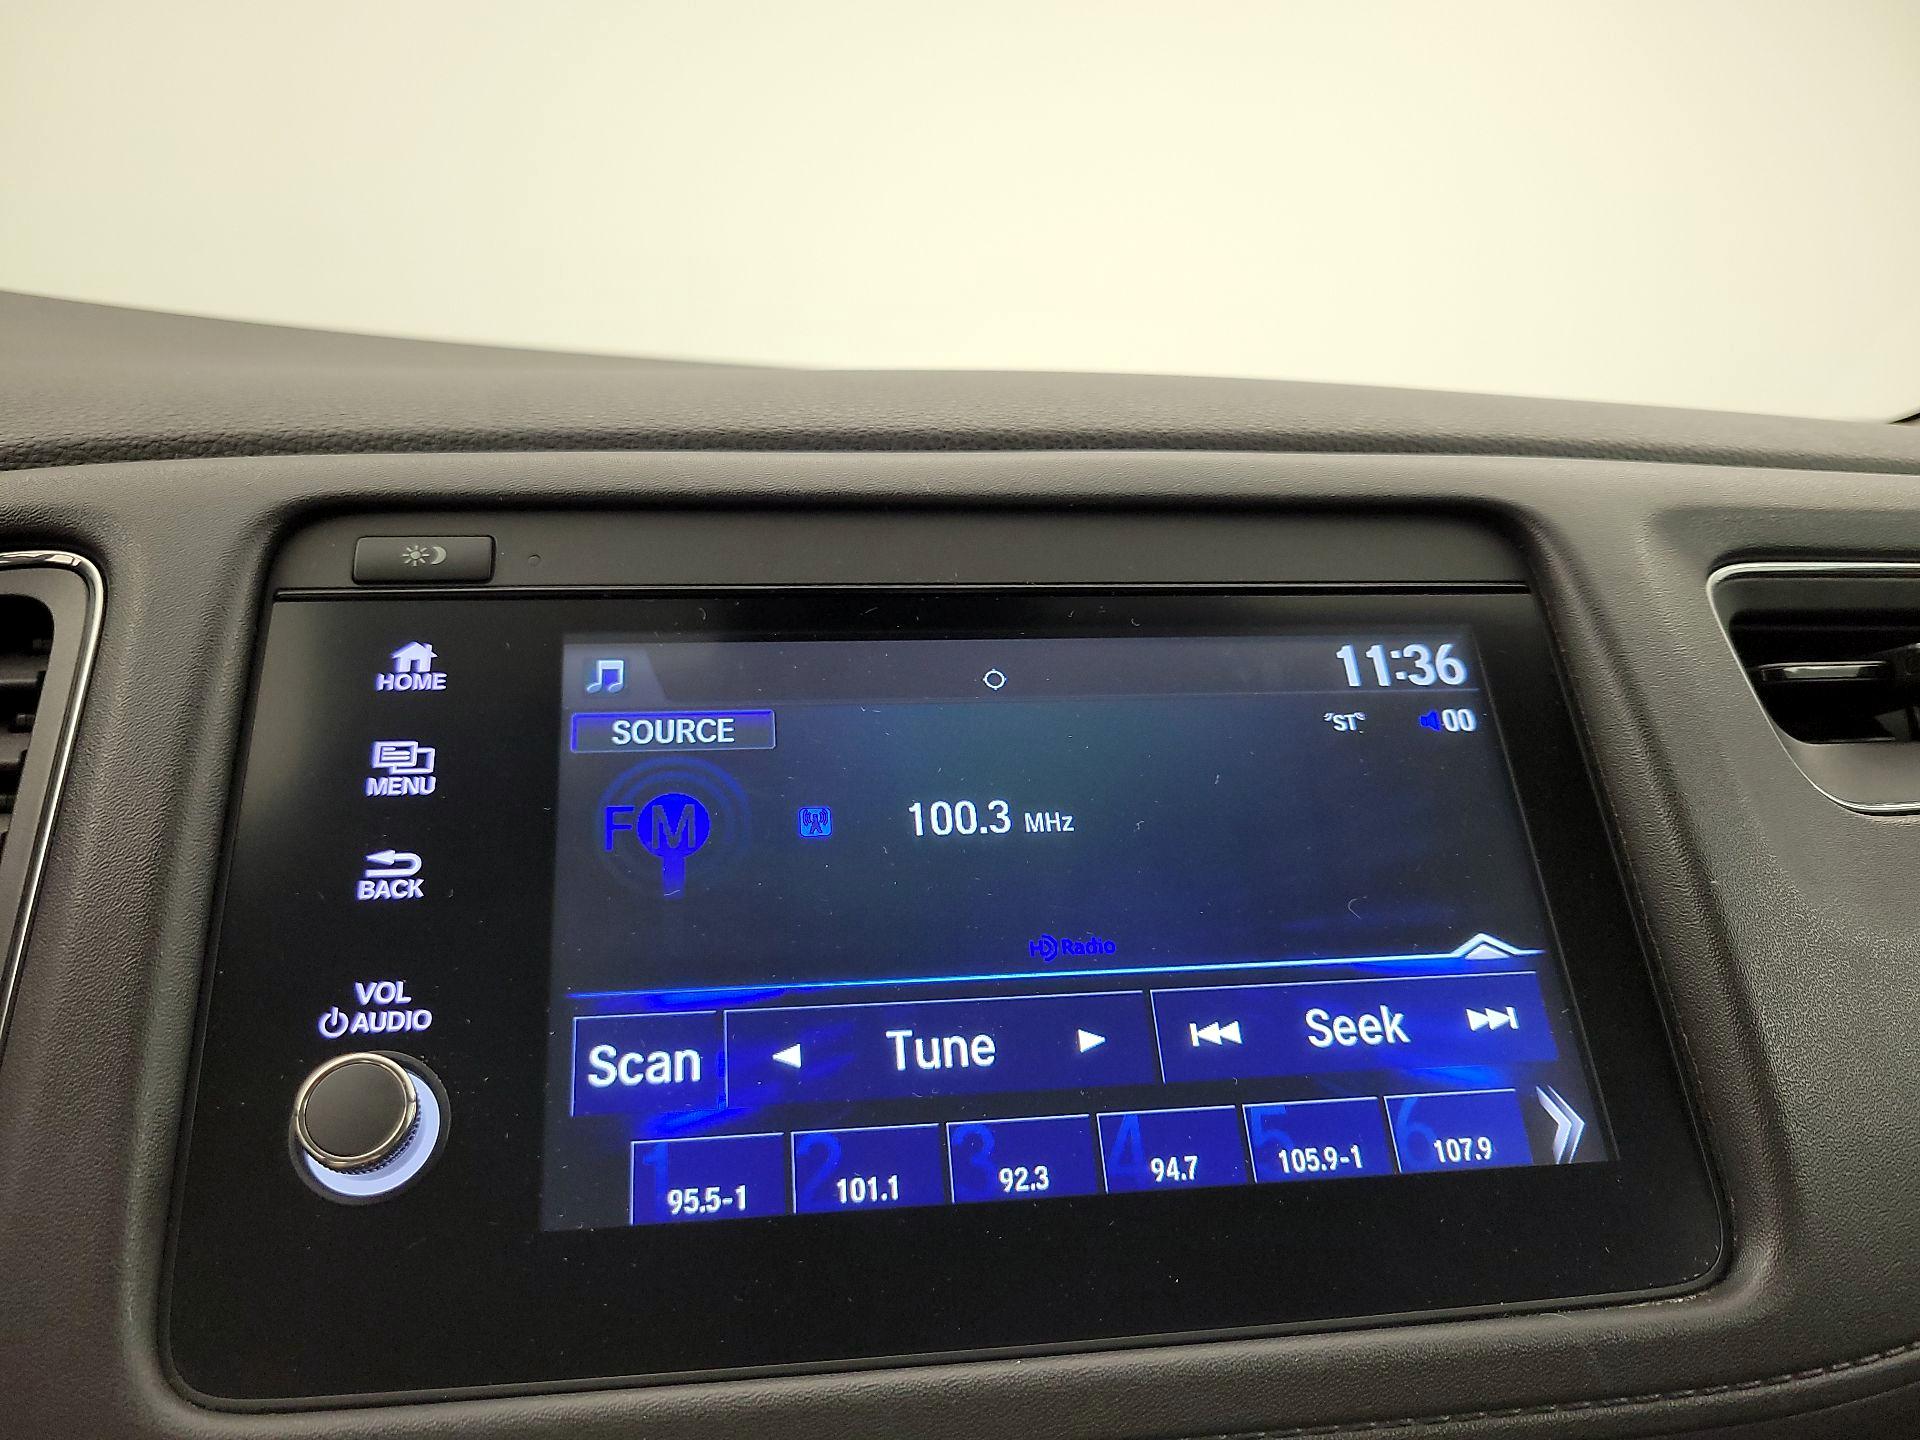 HOME
MENU
BACK
VOL
AUDIO
11:36
SOURCE
ST
00
FM
100.3 MHz
HD Radio
Scan
Tune
Seek
1 95.5-1
2 101.1
3 92.3
4 94.7
5 105.9-1
6 107.9